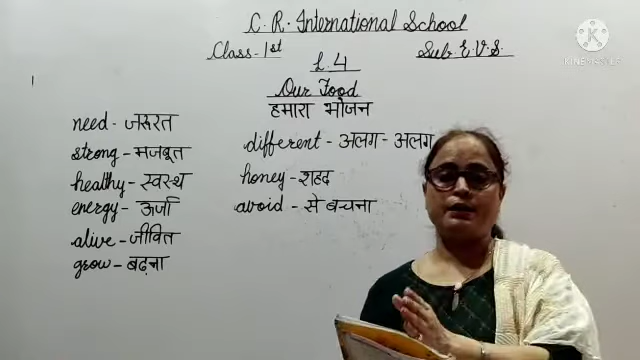 C. R. International School
Class - 1st
Sub. E.V.S.
L. 4
Our Food
हमारा भोजन
need - जरूरत
strong - मजबूत
healthy - स्वस्थ
energy - ऊर्जा
alive - जीवित
grow - बढ़ना
different - अलग - अलग
honey - शहद
avoid - से बचना
KINEMASTER